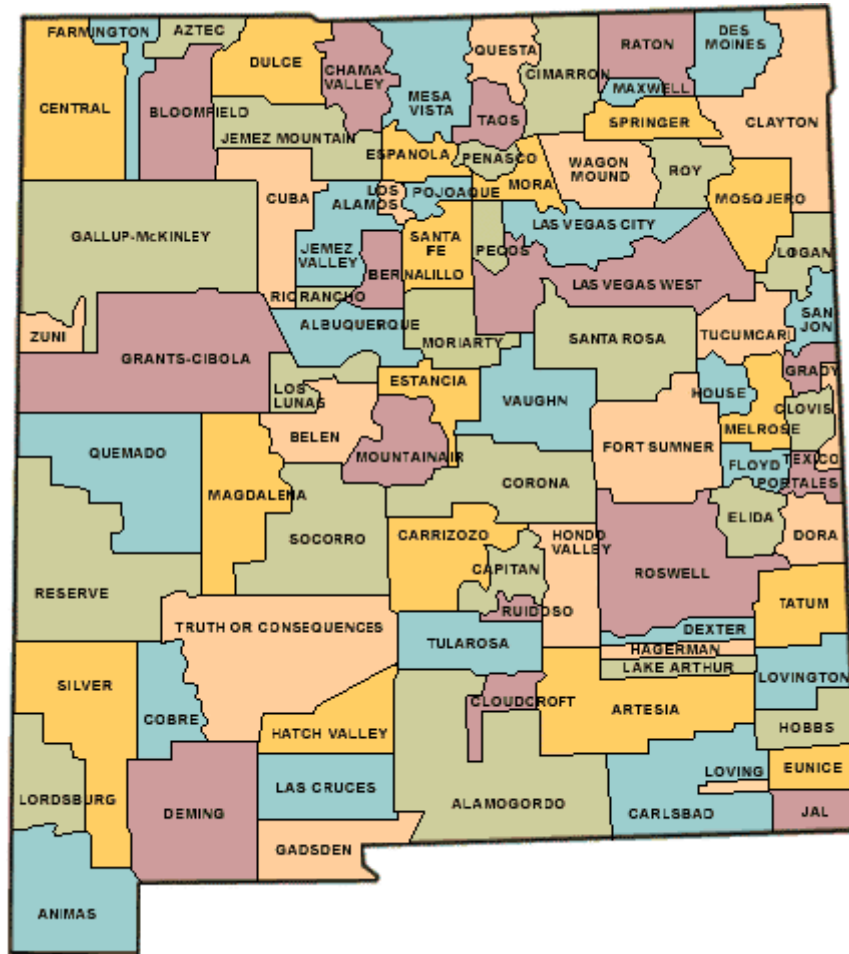 FARMINGTON
AZTEC
DULCE
CHAMA
VALLEY
MESA
VISTA
QUESTA
CIMARRON
RATON
DES
MOINES
MAXWELL
CENTRAL
BLOOMFIELD
JEMEZ MOUNTAIN
TAOS
SPRINGER
CLAYTON
ESPANOLA
PENASCO
WAGON
MOUND
ROY
MORA
MOSQJERO
CUBA
LOS
ALAMOS
POJOAQUE
GALLUP-McKINLEY
JEMEZ
VALLEY
SANTA
FE
PECOS
LAS VEGAS CITY
LOGAN
BERNALILLO
LAS VEGAS WEST
RIO RANCHO
SAN
JON
ZUNI
ALBUQUERQUE
MORIARTY
SANTA ROSA
TUCUMCARI
GRANTS-CIBOLA
GRADY
ESTANCIA
LOS
LUNAS
VAUGHN
HOUSE
CLOVIS
BELEN
MELROSE
QUEMADO
MOUNTAINAIR
FORT SUMNER
FLOYD
TEXICO
PORTALES
CORONA
MAGDALENA
ELIDA
SOCORRO
CARRIZOZO
HONDO
VALLEY
DORA
CAPITAN
ROSWELL
RESERVE
TATUM
RUIDOSO
TRUTH OR CONSEQUENCES
DEXTER
TULAROSA
HAGERMAN
LAKE ARTHUR
LOVINGTON
SILVER
CLOUDCROFT
ARTESIA
COBRE
HATCH VALLEY
HOBBS
LOVING
EUNICE
LAS CRUCES
LORDSBURG
DEMING
ALAMOGORDO
CARLSBAD
JAL
GADSDEN
ANIMAS